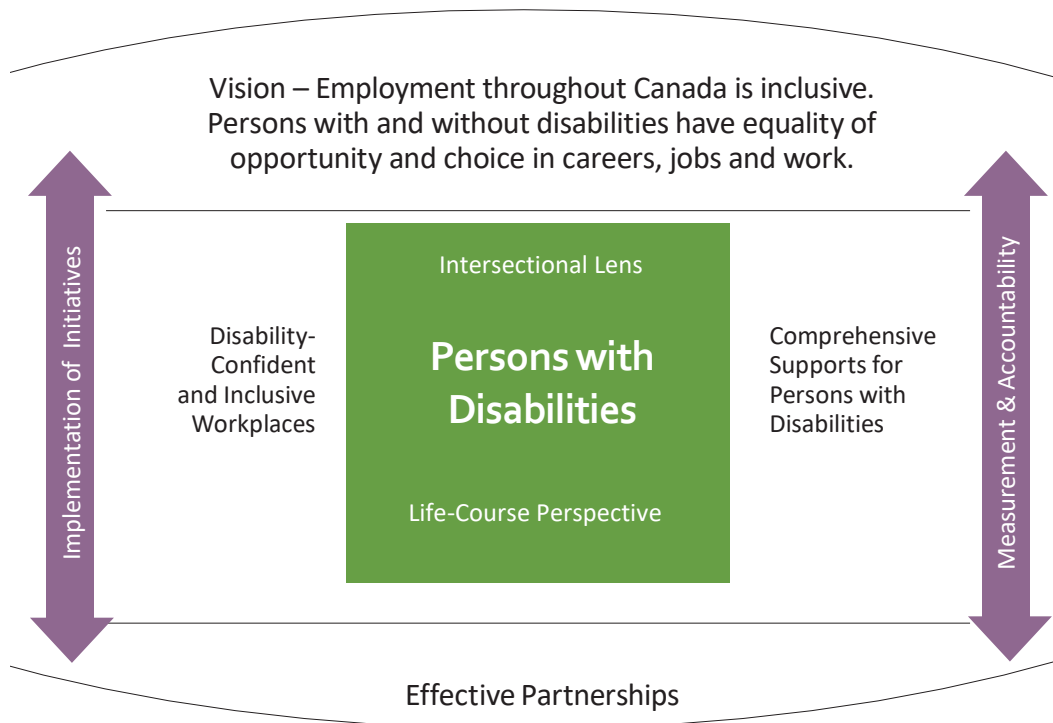 Vision – Employment throughout Canada is inclusive.
Persons with and without disabilities have equality of
opportunity and choice in careers, jobs and work.
Implementation of Initiatives
Disability-
Confident
and Inclusive
Workplaces
Intersectional Lens
Persons with
Disabilities
Life-Course Perspective
Comprehensive
Supports for
Persons with
Disabilities
Measurement & Accountability
Effective Partnerships